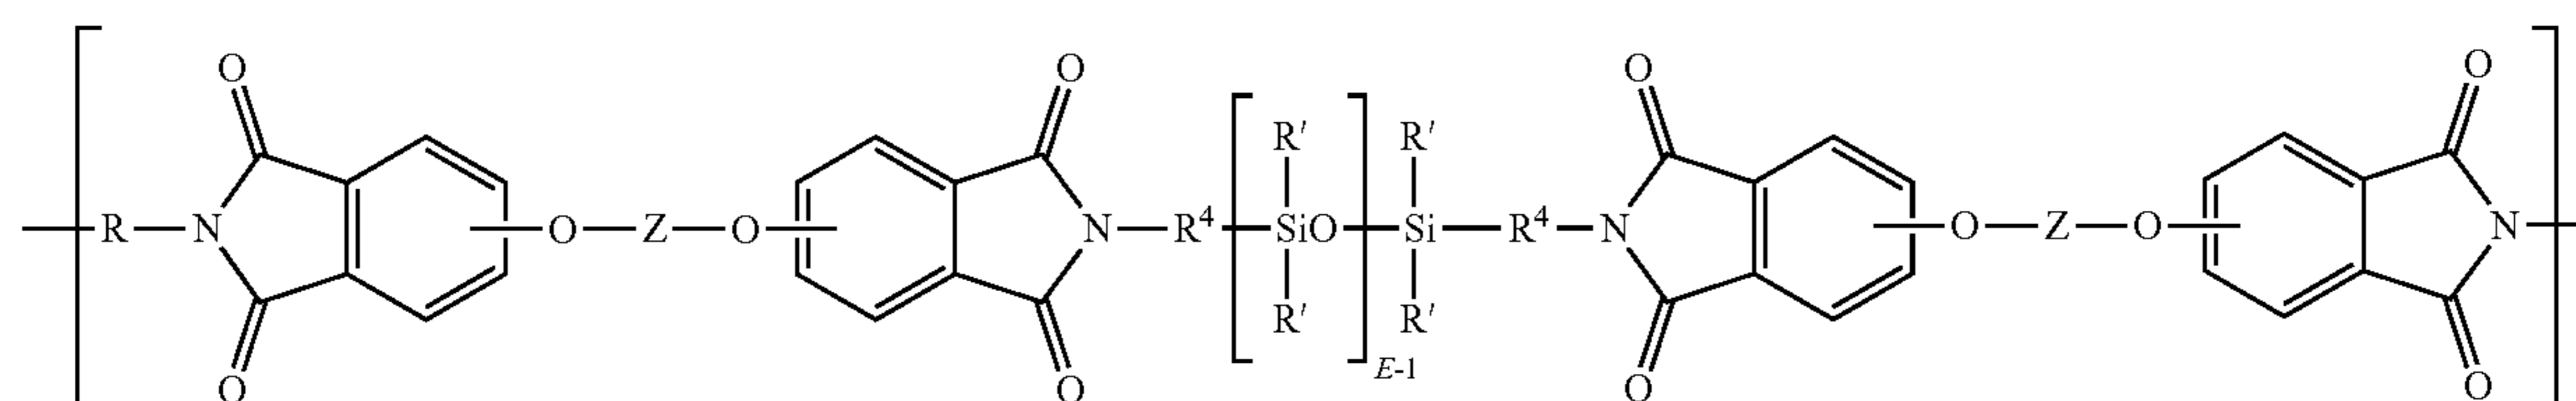 O O O O O O
R′ R′
R N O Z O N R⁴ SiO Si R⁴ N O Z O N
R′ R′
E-1
O O O O O O